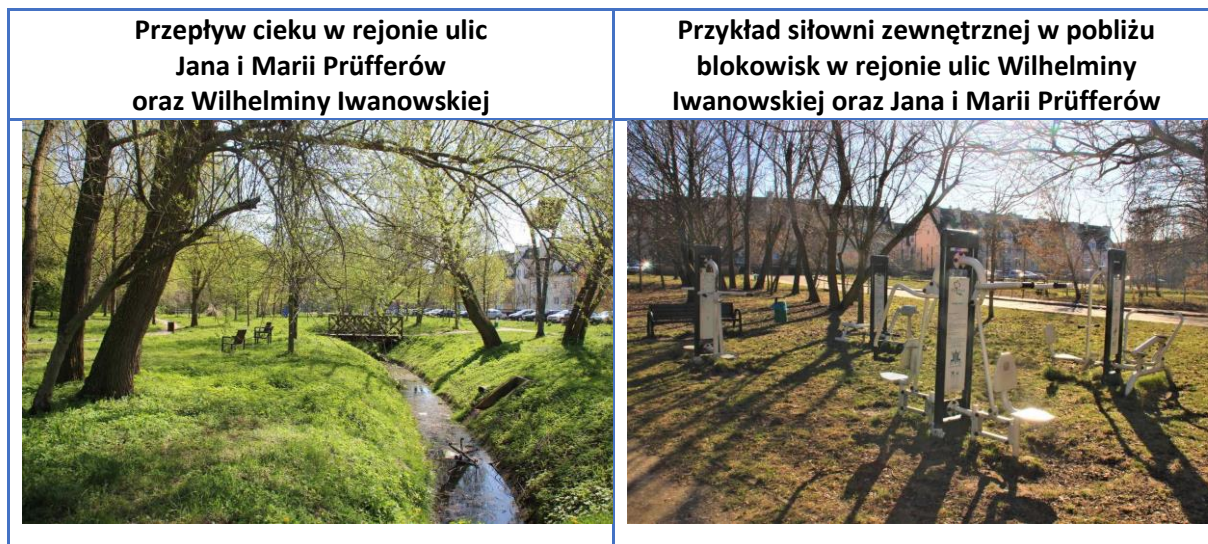 Przepływ cieku w rejonie ulic
Jana i Marii Prüfferów
oraz Wilhelminy Iwanowskiej
Przykład siłowni zewnętrznej w pobliżu
blokowisk w rejonie ulic Wilhelminy
Iwanowskiej oraz Jana i Marii Prüfferów